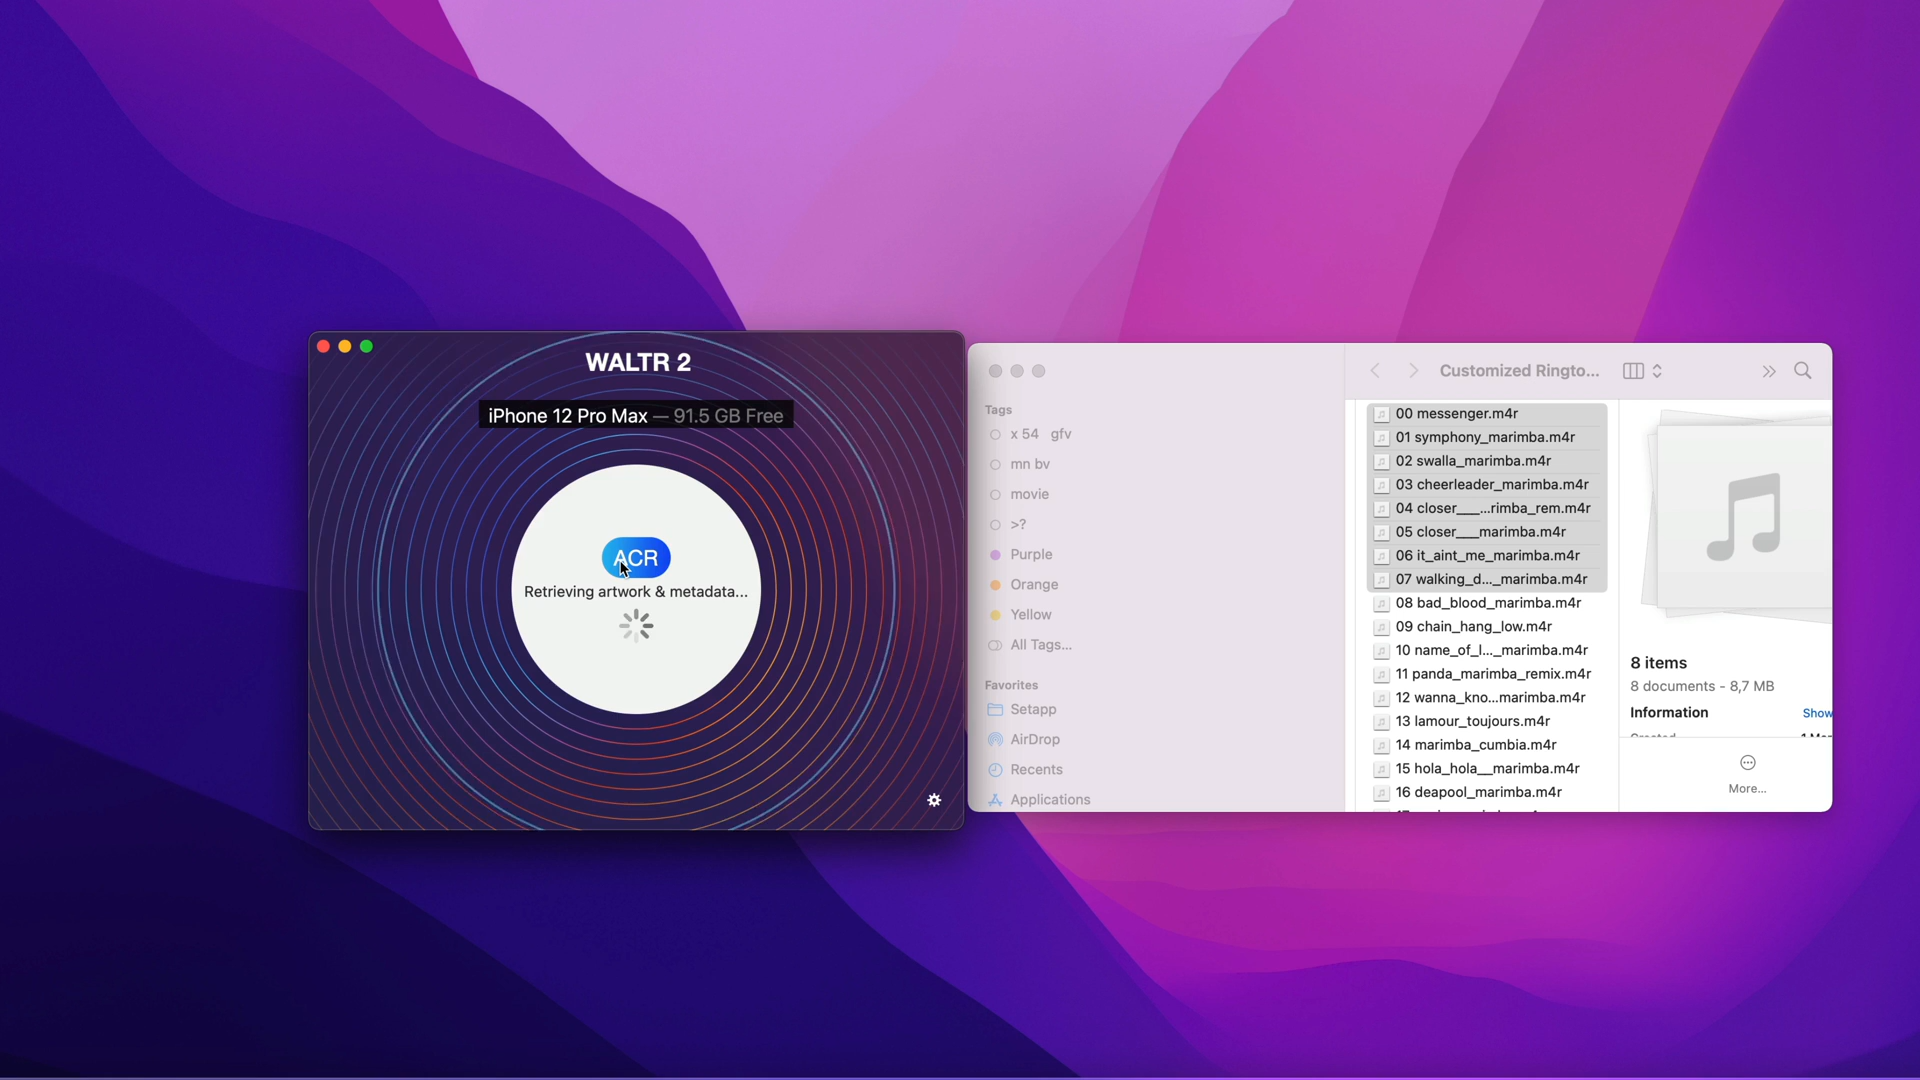 WALTR 2
iPhone 12 Pro Max — 91.5 GB Free
ACR
Retrieving artwork & metadata...
Tags
x 54 gfv
mn bv
movie
>?
Purple
Orange
Yellow
All Tags...
Favorites
Setapp
AirDrop
Recents
Applications
Customized Ringto...
00 messenger.m4r
01 symphony_marimba.m4r
02 swalla_marimba.m4r
03 cheerleader_marimba.m4r
04 closer___...rimba_rem.m4r
05 closer___marimba.m4r
06 it_aint_me_marimba.m4r
07 walking_d..._marimba.m4r
08 bad_blood_marimba.m4r
09 chain_hang_low.m4r
10 name_of_l..._marimba.m4r
11 panda_marimba_remix.m4r
12 wanna_kno...marimba.m4r
13 lamour_toujours.m4r
14 marimba_cumbia.m4r
15 hola_hola__marimba.m4r
16 deapool_marimba.m4r
8 items
8 documents - 8,7 MB
Information Show
More...